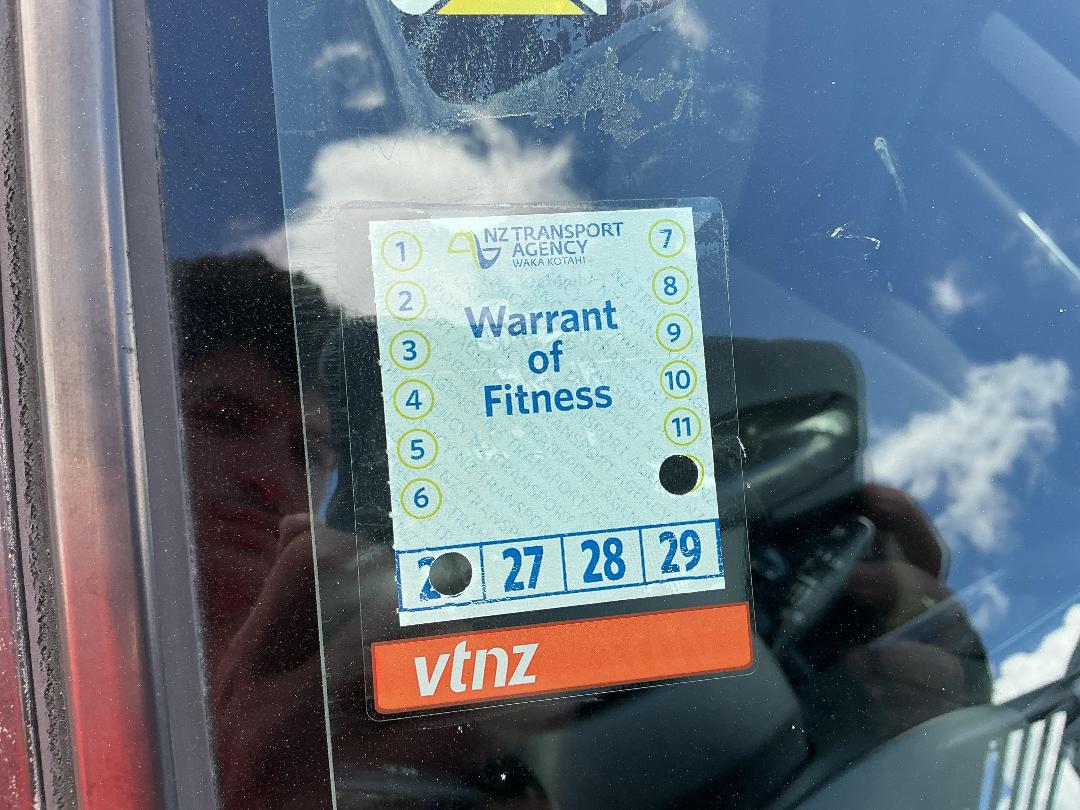 NZ TRANSPORT
AGENCY
WAKA KOTAHI
Warrant
of
Fitness
1
2
3
4
5
6
7
8
9
10
11
27 28 29
vtnz